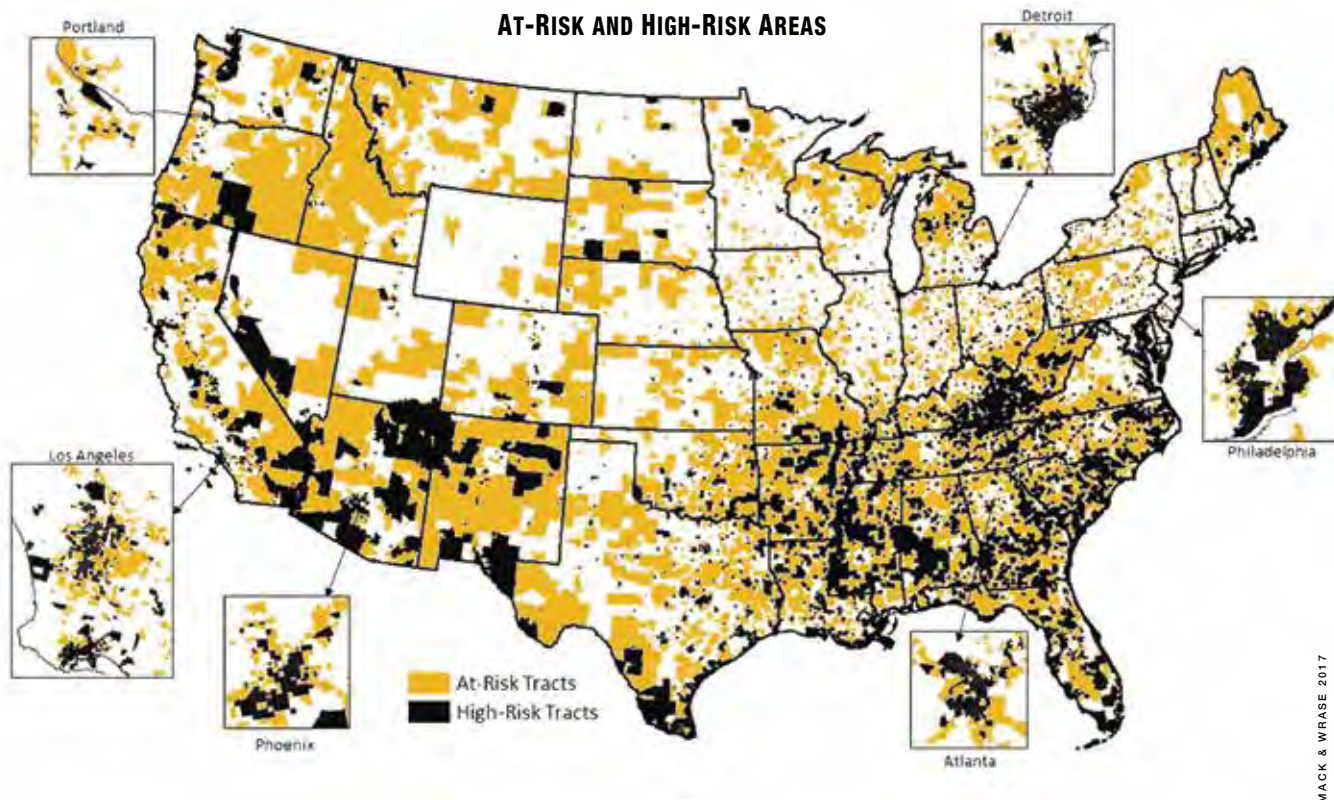 AT-RISK AND HIGH-RISK AREAS
Portland
Detroit
Los Angeles
Philadelphia
At-Risk Tracts
High-Risk Tracts
Phoenix
Atlanta
MACK & WRASE 2017